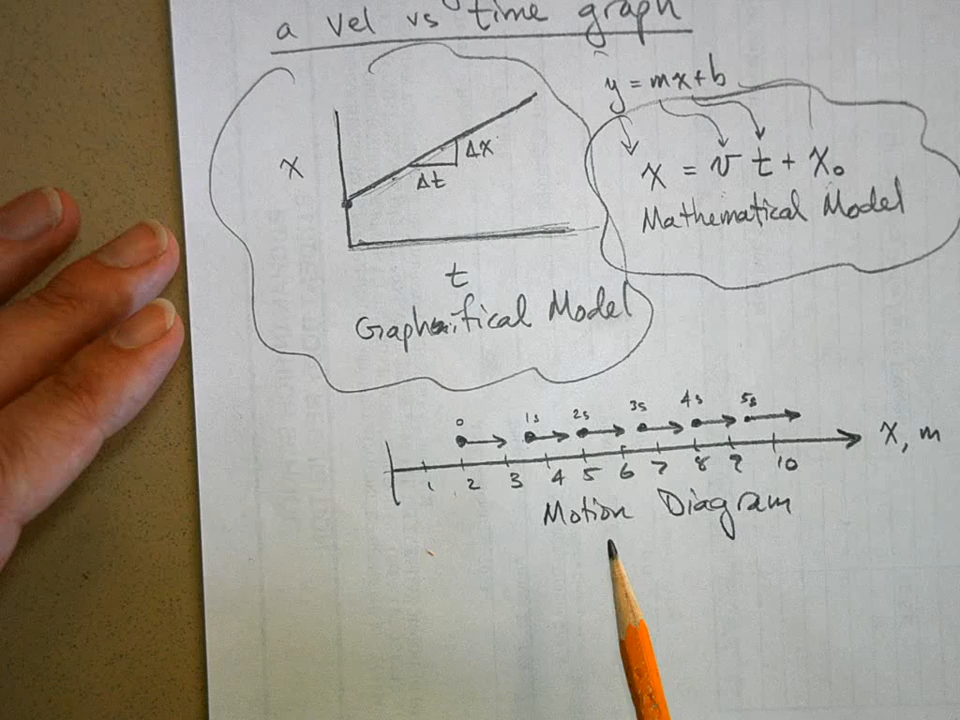 a vel vs time graph
y = mx+b
x
Δx
Δt
x = v t + x₀
Mathematical Model
t
Graphical Model
0 1s 2s 3s 4s 5s
x, m
1 2 3 4 5 6 7 8 9 10
Motion Diagram